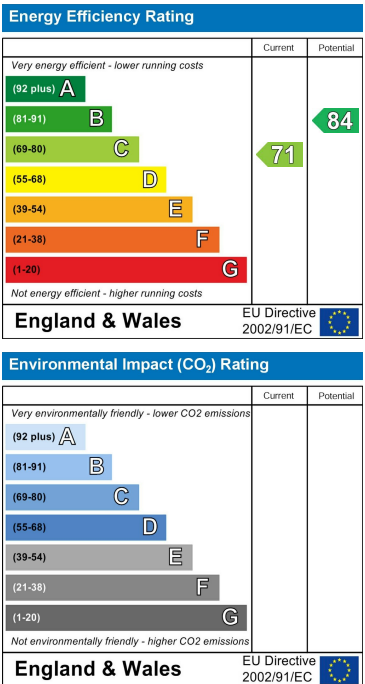 Energy Efficiency Rating
Current Potential
Very energy efficient - lower running costs
(92 plus) A
(81-91) B
84
(69-80) C
71
(55-68) D
(39-54) E
(21-38) F
(1-20) G
Not energy efficient - higher running costs
England & Wales
EU Directive
2002/91/EC
Environmental Impact (CO₂) Rating
Current Potential
Very environmentally friendly - lower CO2 emissions
(92 plus) A
(81-91) B
(69-80) C
(55-68) D
(39-54) E
(21-38) F
(1-20) G
Not environmentally friendly - higher CO2 emissions
England & Wales
EU Directive
2002/91/EC